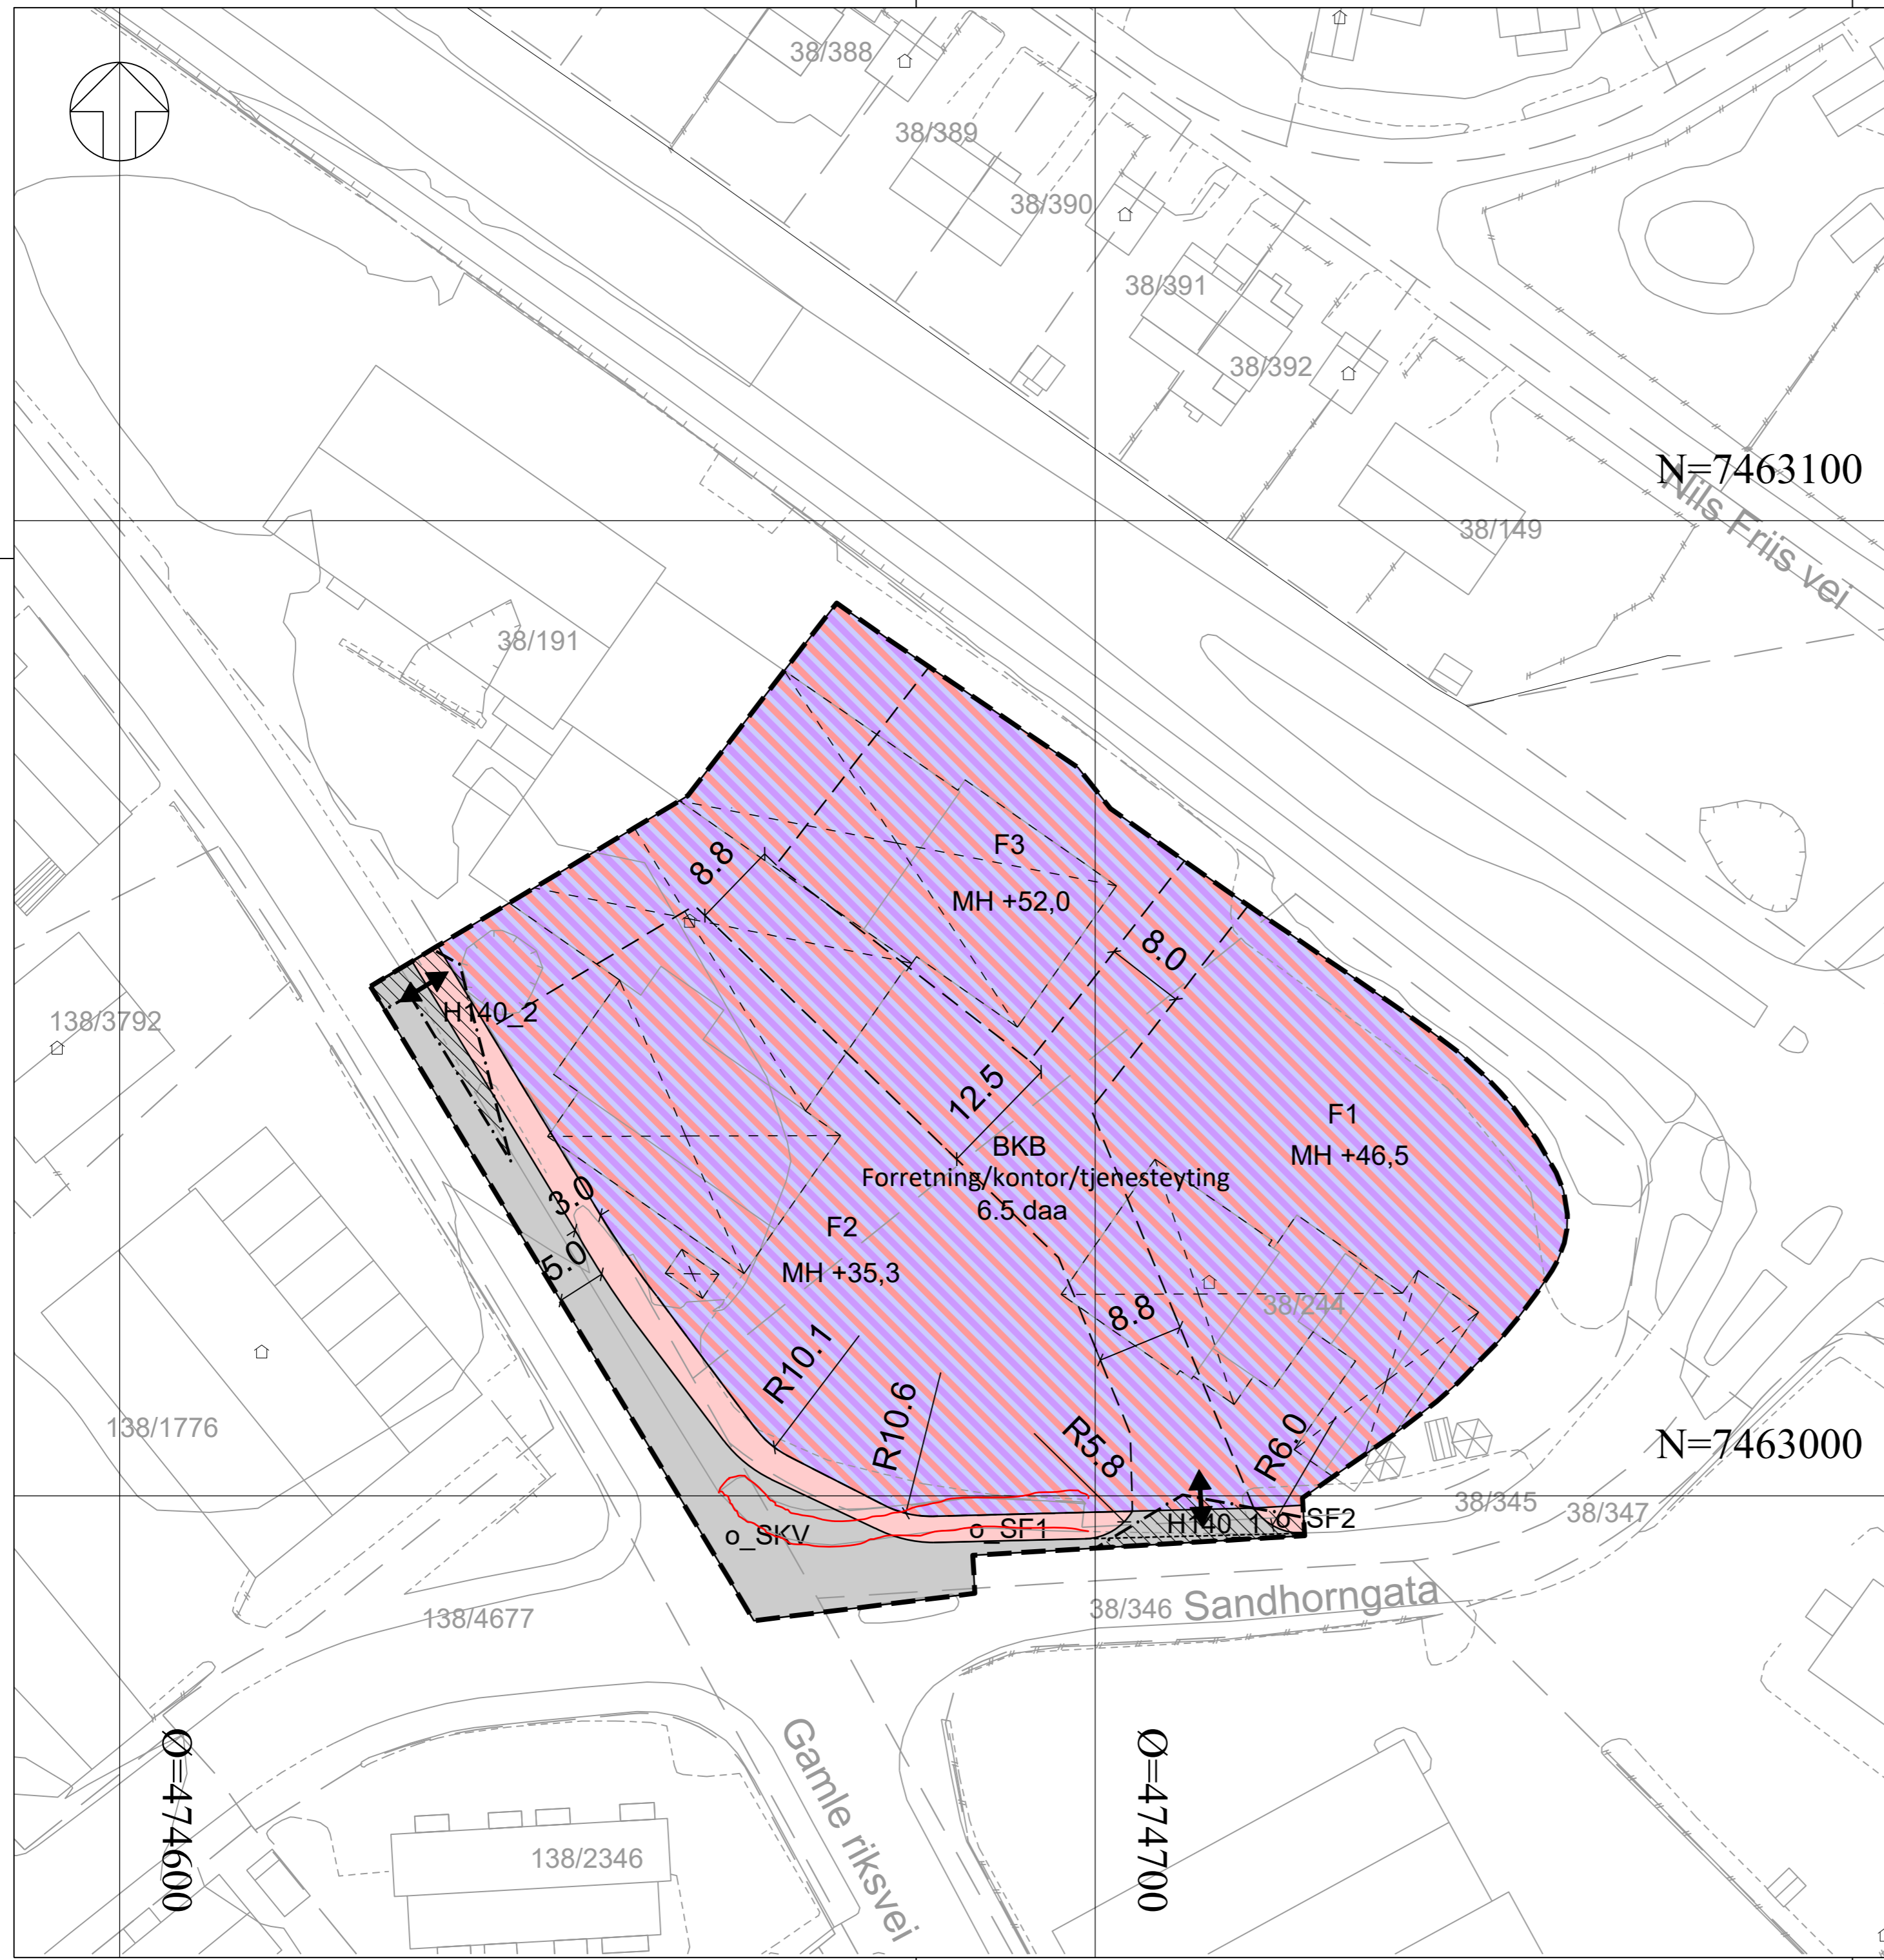 38/388
38/389
38/390
38/391
38/392
N=7463100
Nils Friis vei
38/149
38/191
8.8
F3
MH +52,0
8.0
H140_2
138/3792
12.5
F1
MH +46,5
BKB
Forretning/kontor/tjenesteyting
6.5 daa
3.0
F2
MH +35,3
5.0
8.8
38/244
R10.1
R10.6
R5.8
R6.0
138/1776
N=7463000
38/345
38/347
o_SKV
o_SF1
H140_1
o_SF2
138/4677
38/346
Sandhorngata
Gamle riksvei
Ø=474600
Ø=474700
138/2346